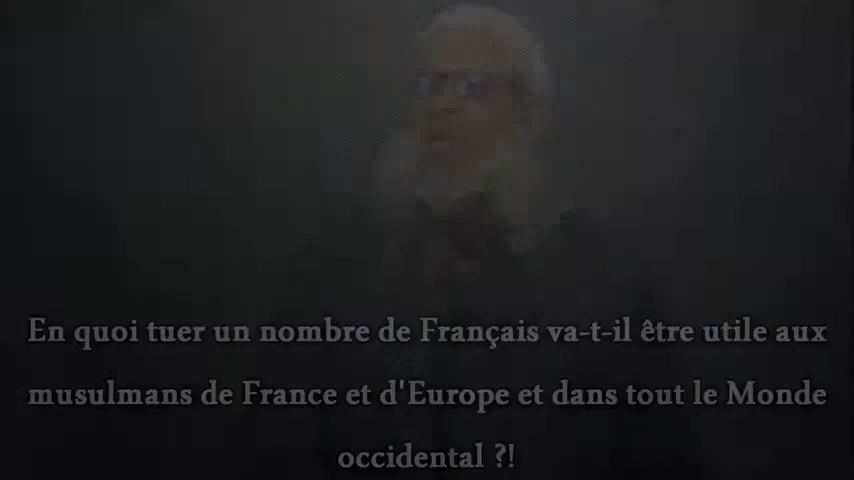 En quoi tuer un nombre de Français va-t-il être utile aux
musulmans de France et d'Europe et dans tout le Monde
occidental ?!